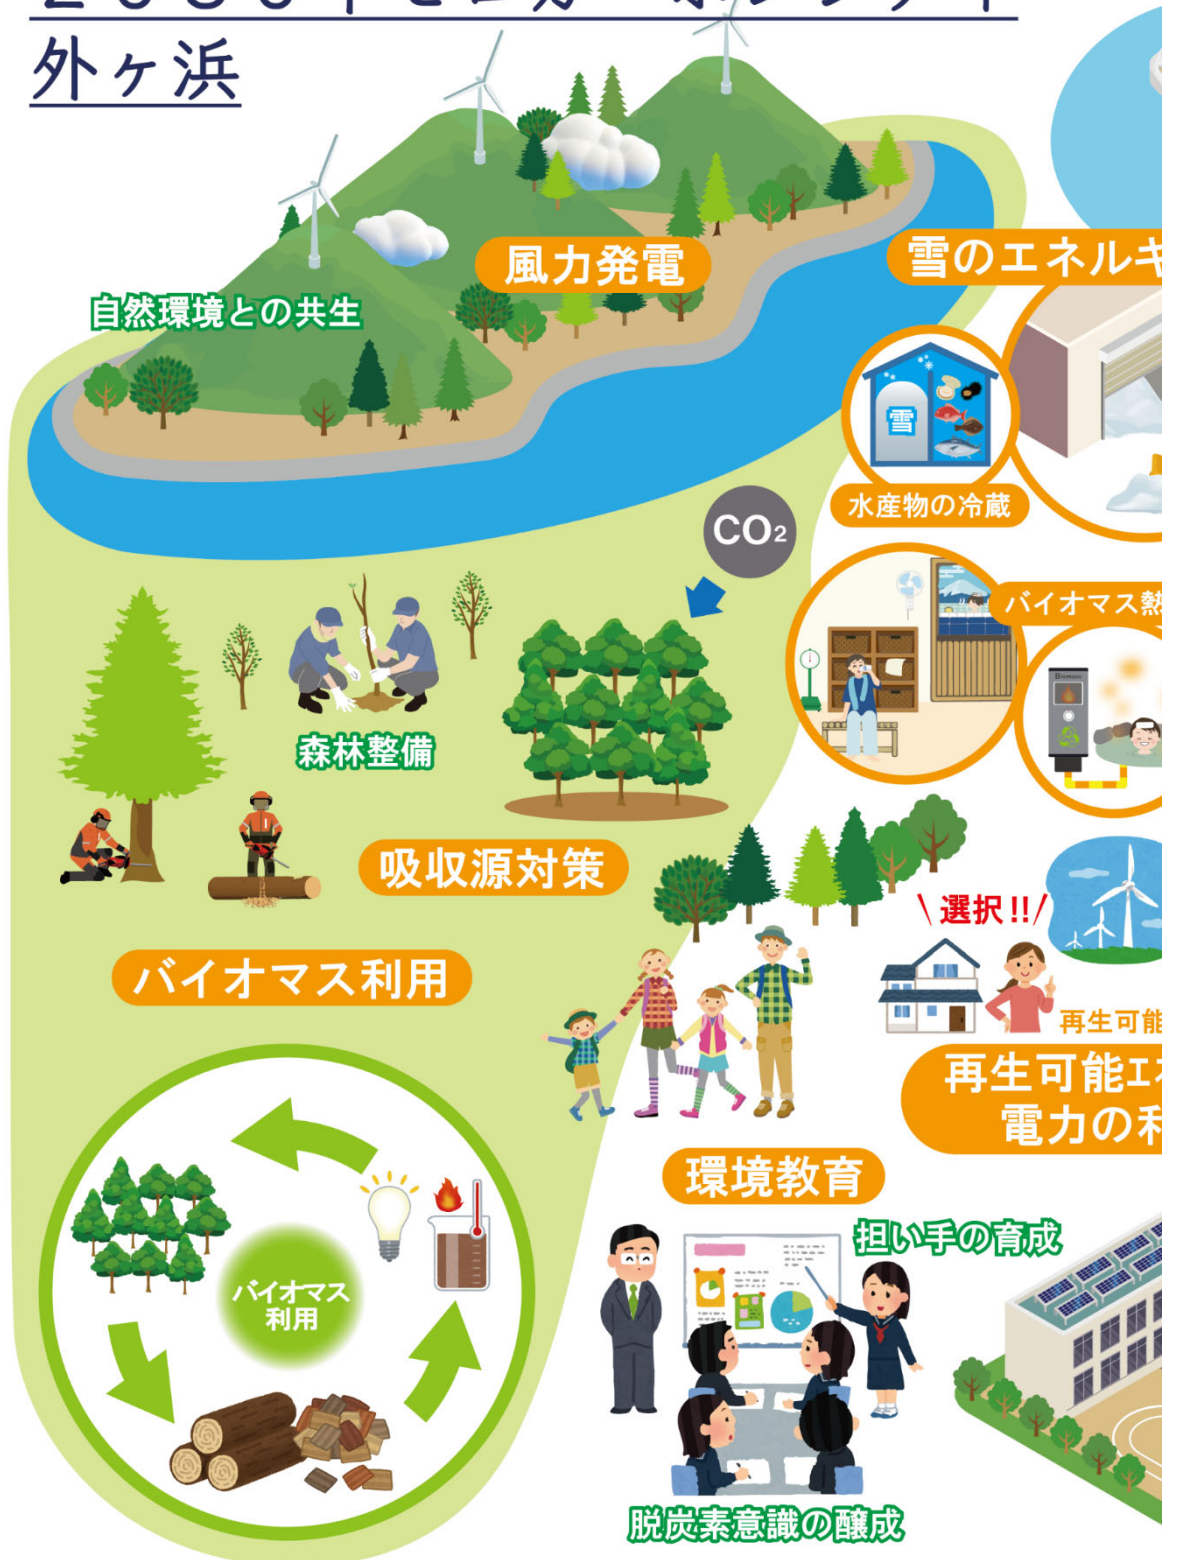 外ヶ浜
風力発電
雪のエネルキ
自然環境との共生
雪
水産物の冷蔵
CO₂
バイオマス熱
森林整備
吸収源対策
\ 選択!! /
バイオマス利用
再生可能
再生可能エネ
電力の利
環境教育
担い手の育成
バイオマス
利用
脱炭素意識の醸成